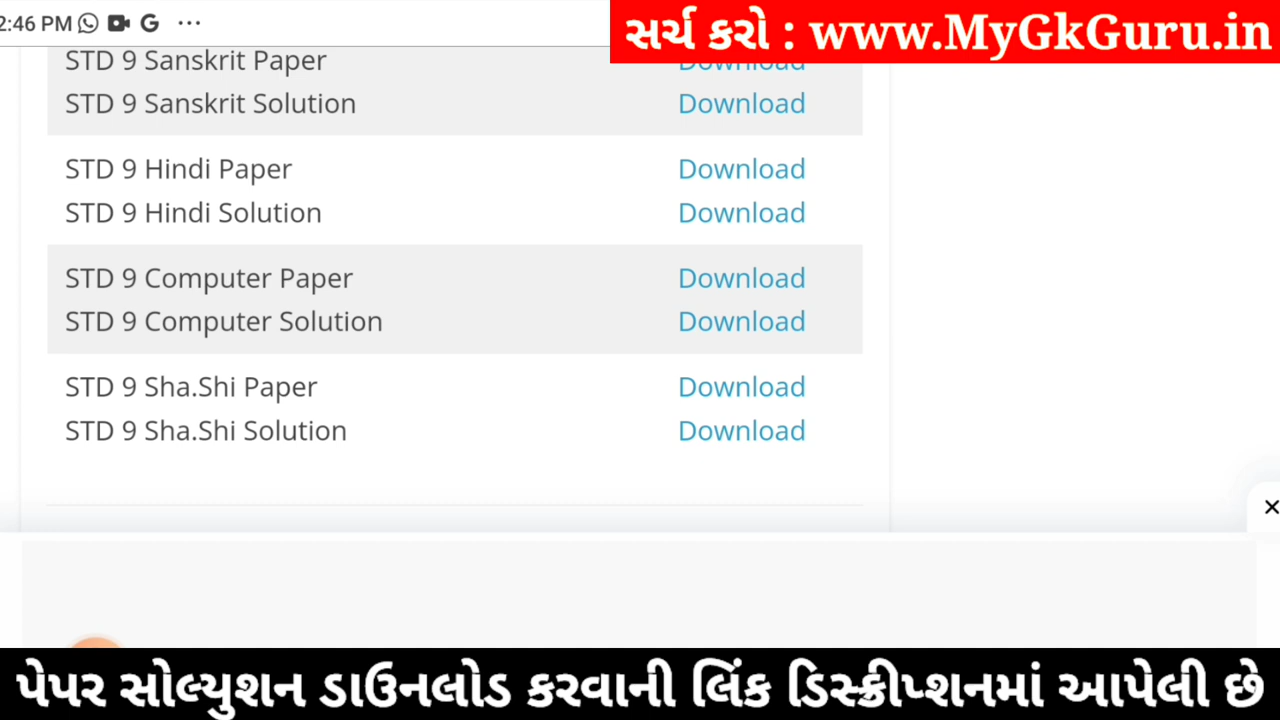 2:46 PM
સર્ચ કરો : www.MyGkGuru.in
STD 9 Sanskrit Paper Download
STD 9 Sanskrit Solution Download
STD 9 Hindi Paper Download
STD 9 Hindi Solution Download
STD 9 Computer Paper Download
STD 9 Computer Solution Download
STD 9 Sha.Shi Paper Download
STD 9 Sha.Shi Solution Download
પેપર સોલ્યુશન ડાઉનલોડ કરવાની લિંક ડિસ્ક્રીપ્શનમાં આપેલી છે